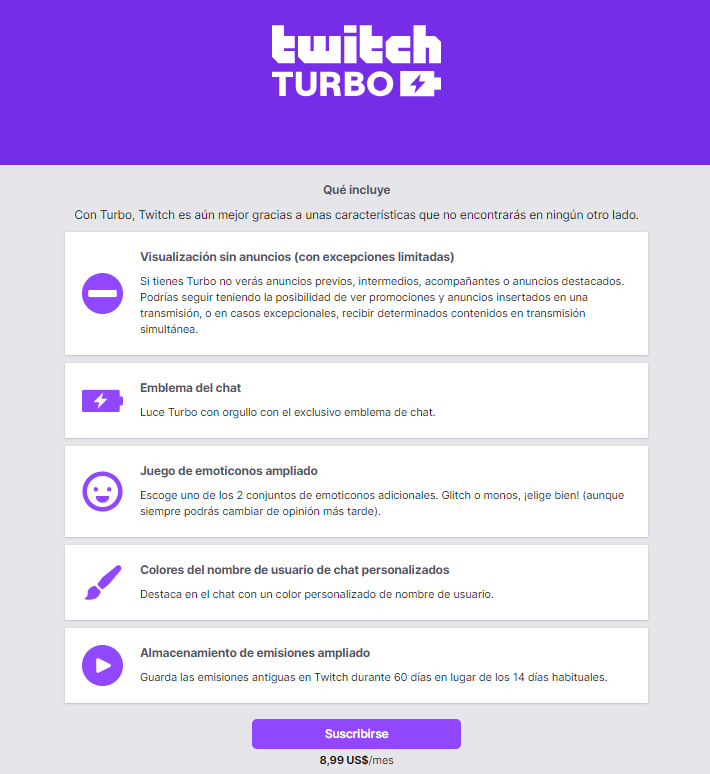 twitch
TURBO
Qué incluye
Con Turbo, Twitch es aún mejor gracias a unas características que no encontrarás en ningún otro lado.
Visualización sin anuncios (con excepciones limitadas)
Si tienes Turbo no verás anuncios previos, intermedios, acompañantes o anuncios destacados.
Podrías seguir teniendo la posibilidad de ver promociones y anuncios insertados en una
transmisión, o en casos excepcionales, recibir determinados contenidos en transmisión
simultánea.
Emblema del chat
Luce Turbo con orgullo con el exclusivo emblema de chat.
Juego de emoticonos ampliado
Escoge uno de los 2 conjuntos de emoticonos adicionales. Glitch o monos, ¡elige bien! (aunque
siempre podrás cambiar de opinión más tarde).
Colores del nombre de usuario de chat personalizados
Destaca en el chat con un color personalizado de nombre de usuario.
Almacenamiento de emisiones ampliado
Guarda las emisiones antiguas en Twitch durante 60 días en lugar de los 14 días habituales.
Suscribirse
8,99 US$/mes